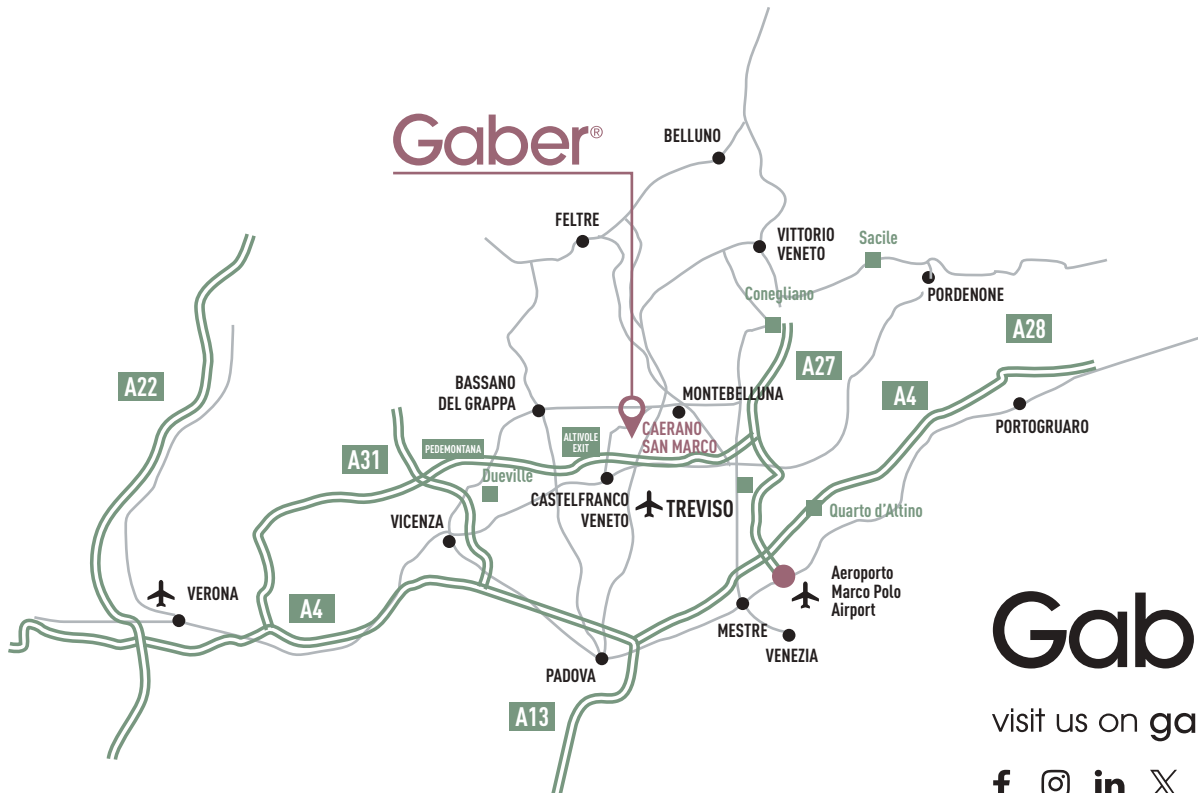 Gaber®
BELLUNO
FELTRE
VITTORIO
VENETO
Sacile
PORDENONE
Conegliano
A28
A27
A22
A4
BASSANO
DEL GRAPPA
MONTEBELLUNA
PORTOGRUARO
CAERANO
SAN MARCO
ALTIVOLE
EXIT
PEDEMONTANA
A31
Dueville
CASTELFRANCO
VENETO
TREVISO
Quarto d'Altino
VICENZA
Aeroporto
Marco Polo
Airport
VERONA
A4
MESTRE
VENEZIA
PADOVA
A13
Gab
visit us on ga